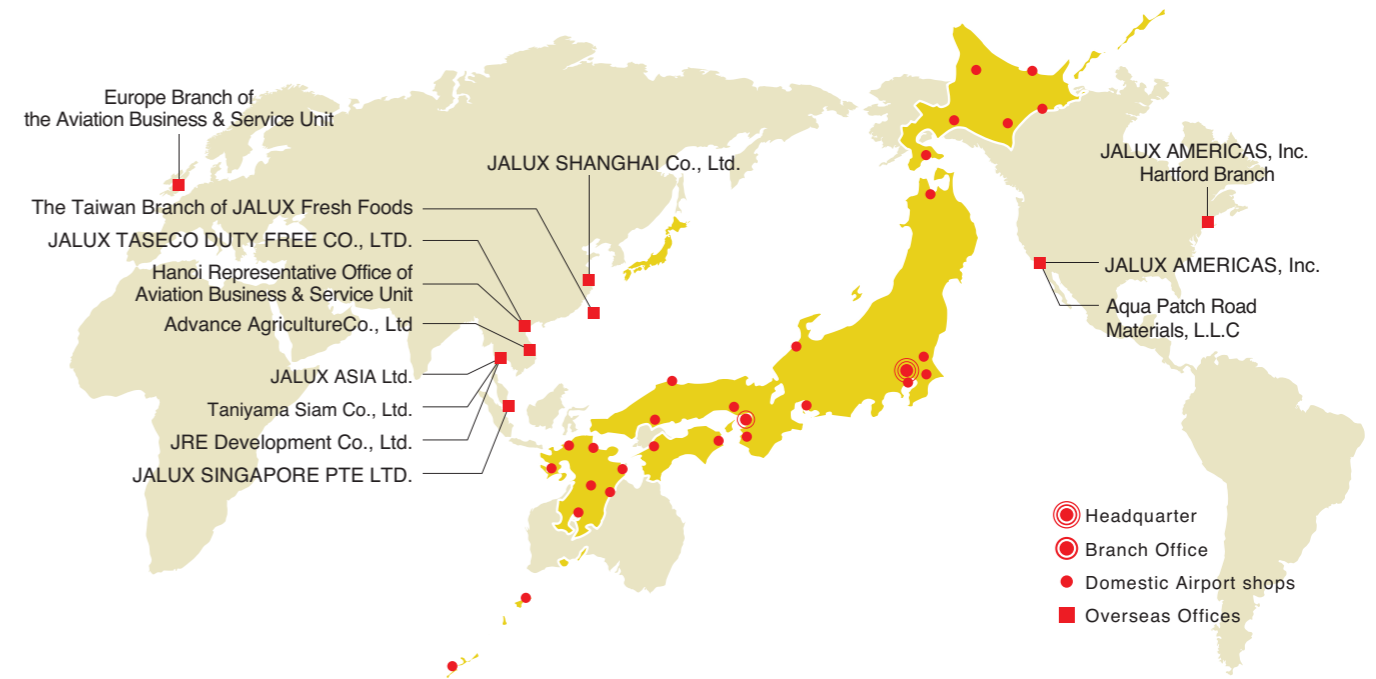 Europe Branch of
the Aviation Business & Service Unit
JALUX SHANGHAI Co., Ltd.
The Taiwan Branch of JALUX Fresh Foods
JALUX TASECO DUTY FREE CO., LTD.
Hanoi Representative Office of
Aviation Business & Service Unit
Advance AgricultureCo., Ltd
JALUX ASIA Ltd.
Taniyama Siam Co., Ltd.
JRE Development Co., Ltd.
JALUX SINGAPORE PTE LTD.
JALUX AMERICAS, Inc.
Hartford Branch
JALUX AMERICAS, Inc.
Aqua Patch Road
Materials, L.L.C
Headquarter
Branch Office
Domestic Airport shops
Overseas Offices